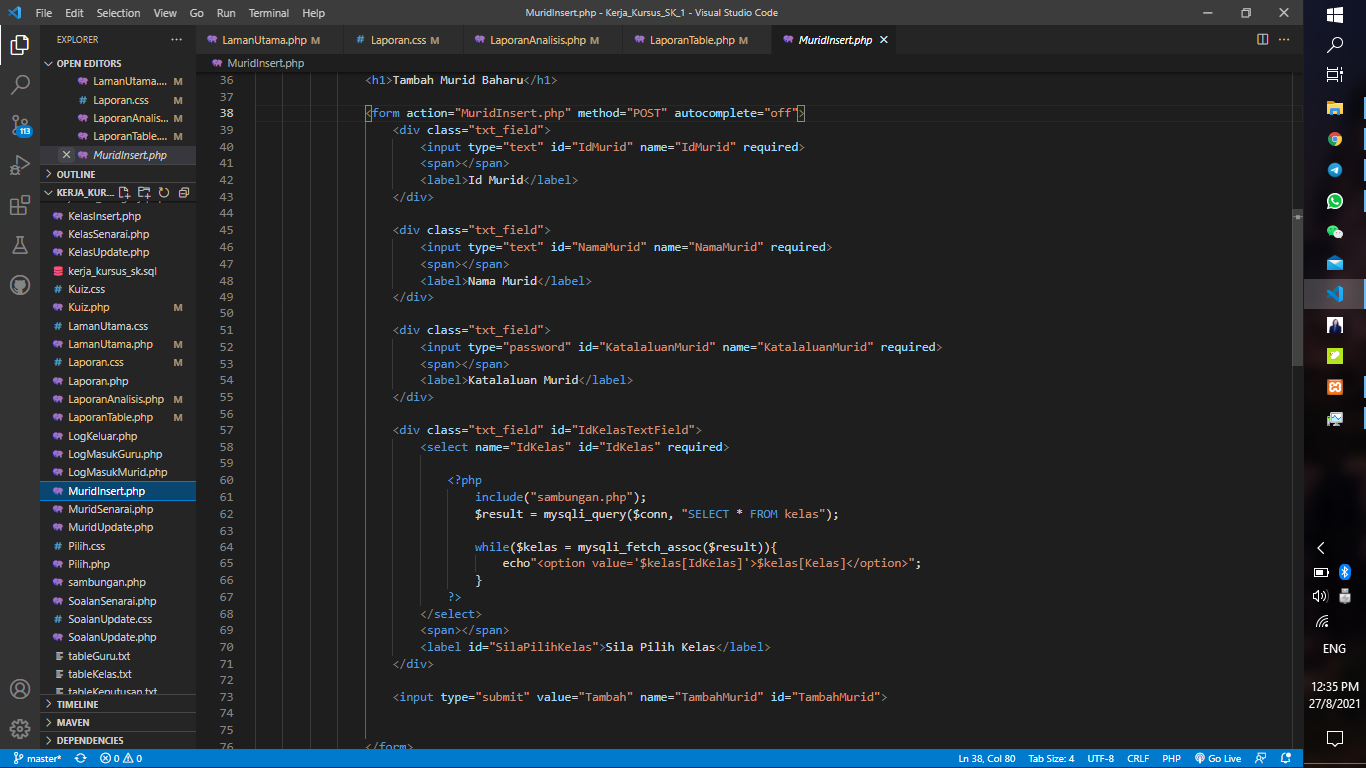 File Edit Selection View Go Run Terminal Help MuridInsert.php - Kerja_Kursus_SK_1 - Visual Studio Code
EXPLORER ...
OPEN EDITORS
LamanUtama.... M
Laporan.css M
LaporanAnalis... M
LaporanTable.... M
MuridInsert.php
OUTLINE
KERJA_KUR...
KelasInsert.php
KelasSenarai.php
KelasUpdate.php
kerja_kursus_sk.sql
Kuiz.css
Kuiz.php M
LamanUtama.css
LamanUtama.php M
Laporan.css M
Laporan.php
LaporanAnalisis.php M
LaporanTable.php M
LogKeluar.php
LogMasukGuru.php
LogMasukMurid.php
MuridInsert.php
MuridSenarai.php
MuridUpdate.php
Pilih.css
Pilih.php
sambungan.php
SoalanSenarai.php
SoalanUpdate.css
SoalanUpdate.php
tableGuru.txt
tableKelas.txt
tableKeputusan.txt
TIMELINE
MAVEN
DEPENDENCIES
113
LamanUtama.php M # Laporan.css M LaporanAnalisis.php M LaporanTable.php M MuridInsert.php
MuridInsert.php
36 <h1>Tambah Murid Baharu</h1>
37
38 <form action="MuridInsert.php" method="POST" autocomplete="off">
39 <div class="txt_field">
40 <input type="text" id="IdMurid" name="IdMurid" required>
41 <span></span>
42 <label>Id Murid</label>
43 </div>
44
45 <div class="txt_field">
46 <input type="text" id="NamaMurid" name="NamaMurid" required>
47 <span></span>
48 <label>Nama Murid</label>
49 </div>
50
51 <div class="txt_field">
52 <input type="password" id="KatalaluanMurid" name="KatalaluanMurid" required>
53 <span></span>
54 <label>Katalaluan Murid</label>
55 </div>
56
57 <div class="txt_field" id="IdKelasTextField">
58 <select name="IdKelas" id="IdKelas" required>
59
60 <?php
61 include("sambungan.php");
62 $result = mysqli_query($conn, "SELECT * FROM kelas");
63
64 while($kelas = mysqli_fetch_assoc($result)){
65 echo"<option value='$kelas[IdKelas]'>$kelas[Kelas]</option>";
66 }
67 ?>
68 </select>
69 <span></span>
70 <label id="SilaPilihKelas">Sila Pilih Kelas</label>
71 </div>
72
73 <input type="submit" value="Tambah" name="TambahMurid" id="TambahMurid">
74
75
76 </form>
master* 0 0 Ln 38, Col 80 Tab Size: 4 UTF-8 CRLF PHP Go Live
ENG
12:35 PM
27/8/2021